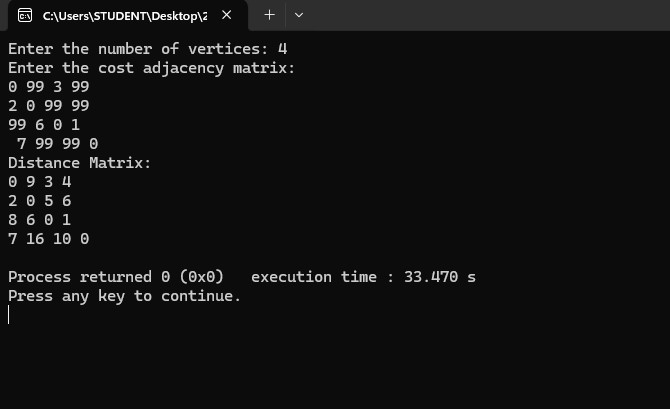 C:\Users\STUDENT\Desktop\2
Enter the number of vertices: 4
Enter the cost adjacency matrix:
0 99 3 99
2 0 99 99
99 6 0 1
 7 99 99 0
Distance Matrix:
0 9 3 4
2 0 5 6
8 6 0 1
7 16 10 0
Process returned 0 (0x0)   execution time : 33.470 s
Press any key to continue.